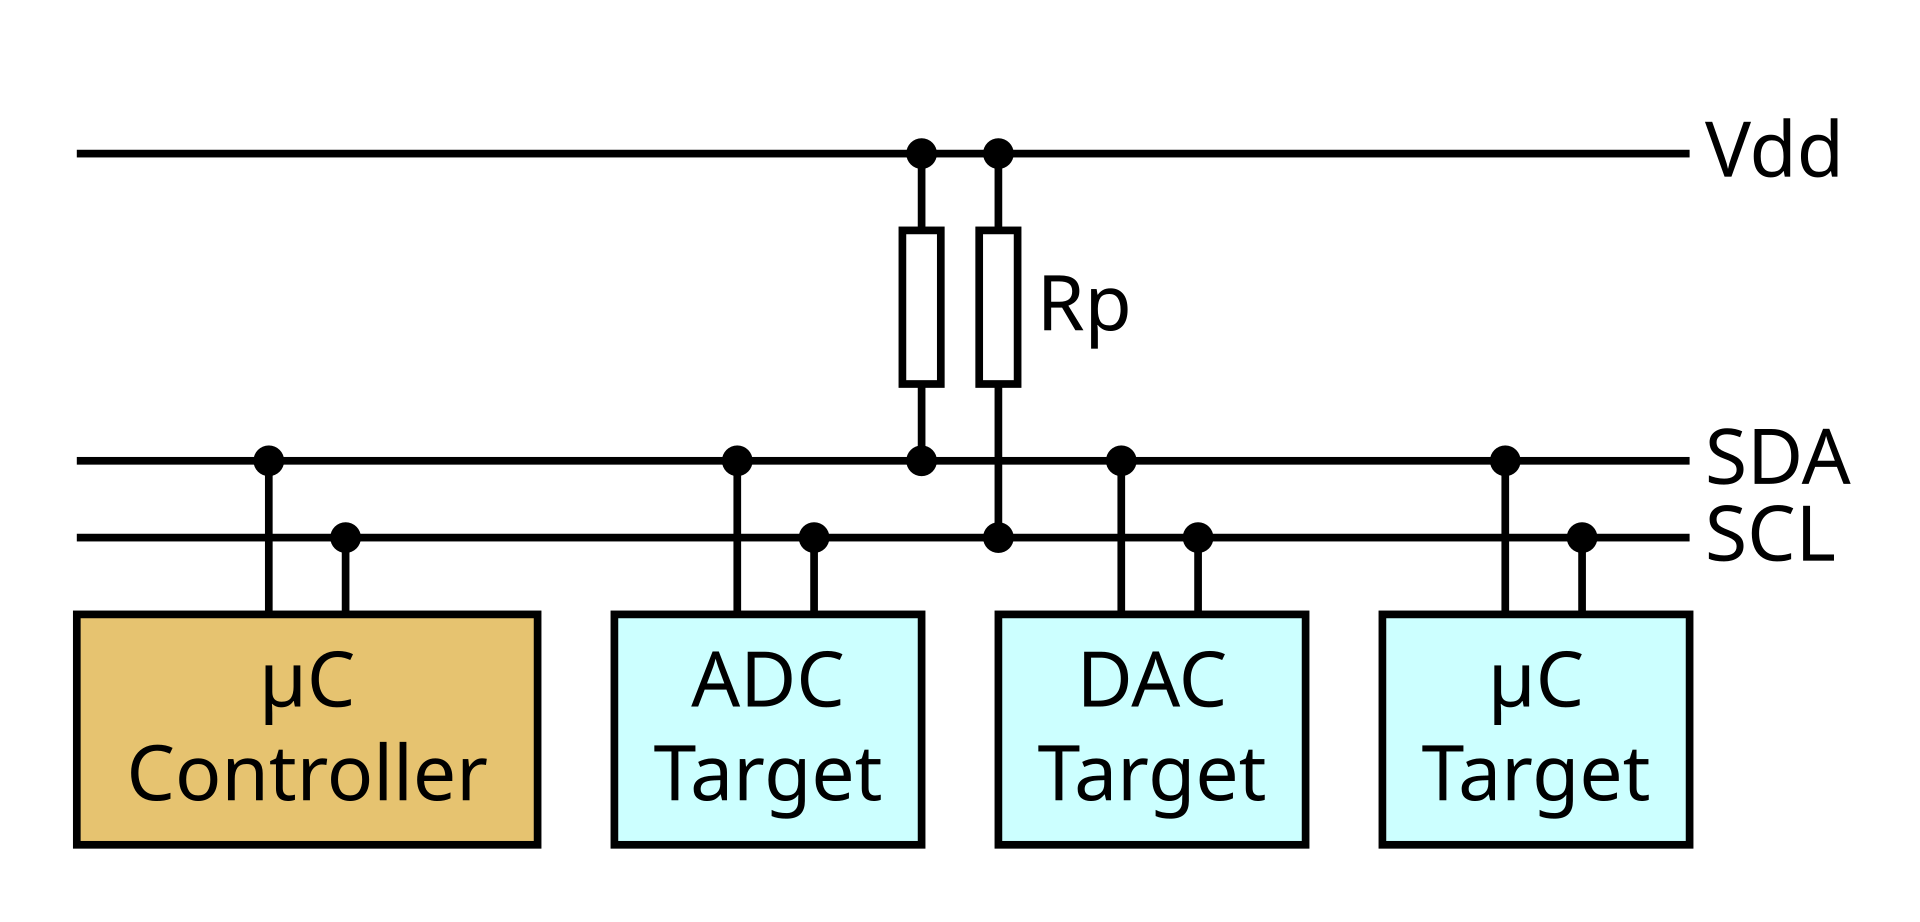 Vdd
Rp
SDA
SCL
µC
Controller
ADC
Target
DAC
Target
µC
Target